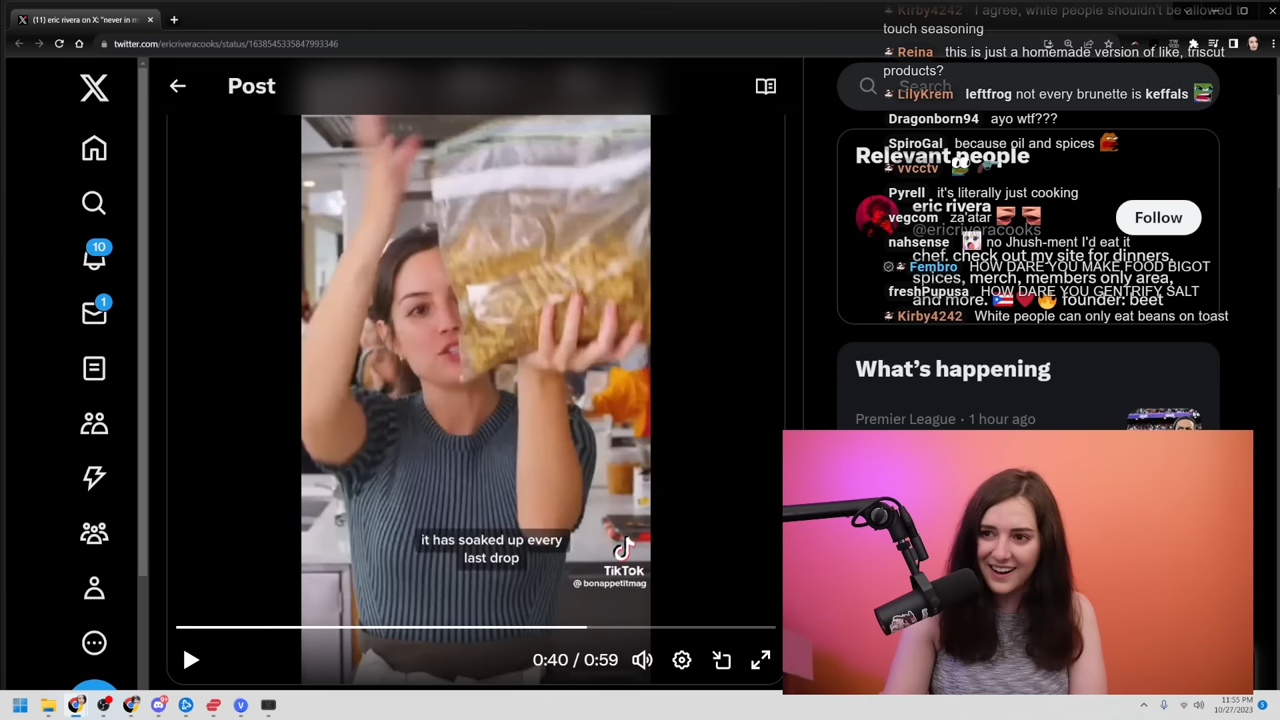 (11) eric rivera on X: "never in m
twitter.com/ericriveracooks/status/1638545335847993346
Post
10
1
it has soaked up every
last drop
TikTok
@bonappetitmag
0:40 / 0:59
Kirby4242 I agree, white people shouldn't be allowed to
touch seasoning
Reina this is just a homemade version of like, friscut
products?
Search
LilyKrem leftfrog not every brunette is keffals
Dragonborn94 ayo wtf???
SpiroGal because oil and spices
Relevant people
vvcctv
Pyrell it's literally just cooking
eric rivera
Follow
vegcom za'atar
@ericriveracooks
nahsense no Jhush-ment I'd eat it
chef. check out my site for dinners,
Fembro HOW DARE YOU MAKE FOOD BIGOT
spices, merch, members only area,
freshPupusa HOW DARE YOU GENTRIFY SALT
and more. founder: beet
Kirby4242 White people can only eat beans on toast
What's happening
Premier League · 1 hour ago
11:55 PM
10/27/2023
5